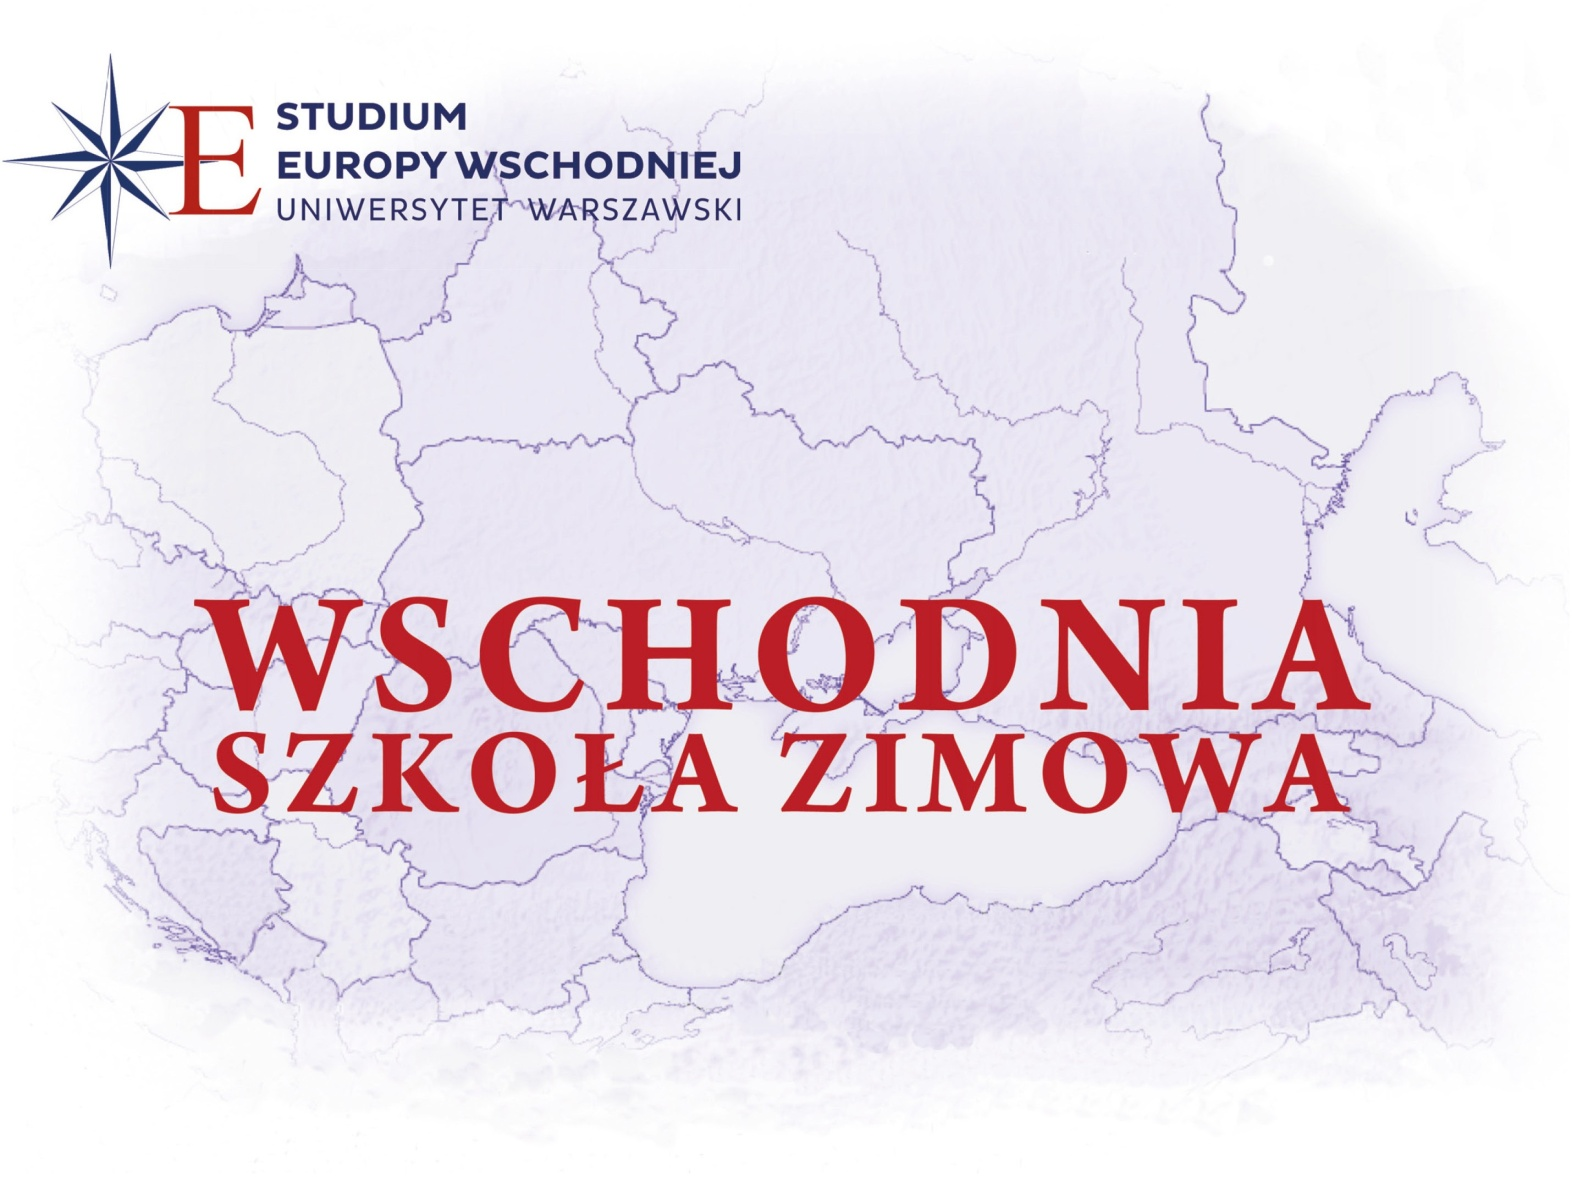 E
STUDIUM
EUROPY WSCHODNIEJ
UNIWERSYTET WARSZAWSKI
WSCHODNIA
SZKOŁA ZIMOWA